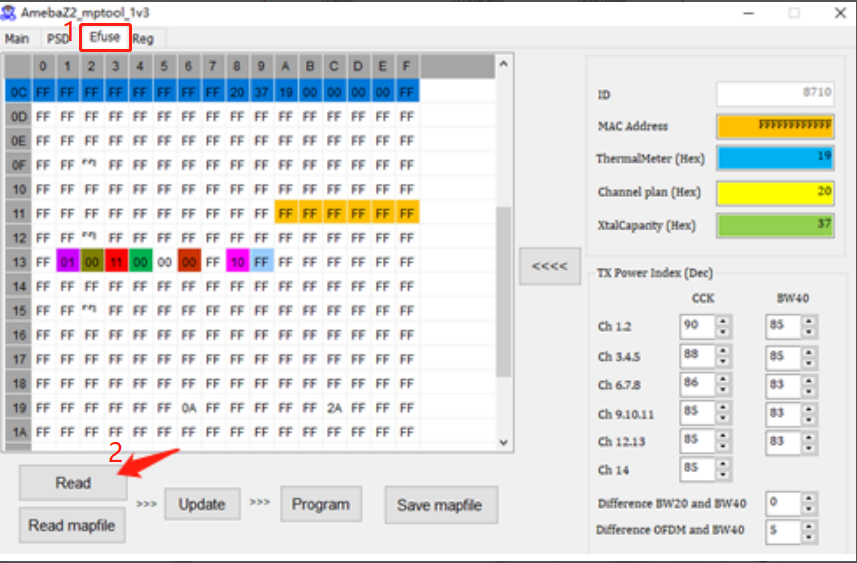 AmebaZ2_mptool_1v3
1
Main PSD Efuse Reg
0 1 2 3 4 5 6 7 8 9 A B C D E F
0C FF FF FF FF FF FF FF FF 20 37 19 00 00 00 00 FF
0D FF FF FF FF FF FF FF FF FF FF FF FF FF FF FF FF
0E FF FF FF FF FF FF FF FF FF FF FF FF FF FF FF FF
0F FF FF FF FF FF FF FF FF FF FF FF FF FF FF FF
10 FF FF FF FF FF FF FF FF FF FF FF FF FF FF FF FF
11 FF FF FF FF FF FF FF FF FF FF FF FF FF FF FF FF
12 FF FF FF FF FF FF FF FF FF FF FF FF FF FF FF
13 FF 01 00 11 00 00 00 FF 10 FF FF FF FF FF FF FF
14 FF FF FF FF FF FF FF FF FF FF FF FF FF FF FF FF
15 FF FF FF FF FF FF FF FF FF FF FF FF FF FF FF
16 FF FF FF FF FF FF FF FF FF FF FF FF FF FF FF FF
17 FF FF FF FF FF FF FF FF FF FF FF FF FF FF FF FF
18 FF FF FF FF FF FF FF FF FF FF FF FF FF FF FF FF
19 FF FF FF FF FF FF 0A FF FF FF FF FF 2A FF FF FF
1A FF FF FF FF FF FF FF FF FF FF FF FF FF FF FF FF
2
Read
Read mapfile
>>>
Update
>>>
Program
Save mapfile
<<<<
ID 8710
MAC Address FFFFFFFFFFFF
ThermalMeter (Hex) 19
Channel plan (Hex) 20
XtalCapacity (Hex) 37
TX Power Index (Dec)
CCK BW40
Ch 1.2 90 85
Ch 3.4.5 88 85
Ch 6.7.8 86 83
Ch 9.10.11 85 83
Ch 12.13 85 83
Ch 14 85
Difference BW20 and BW40 0
Difference OFDM and BW40 5